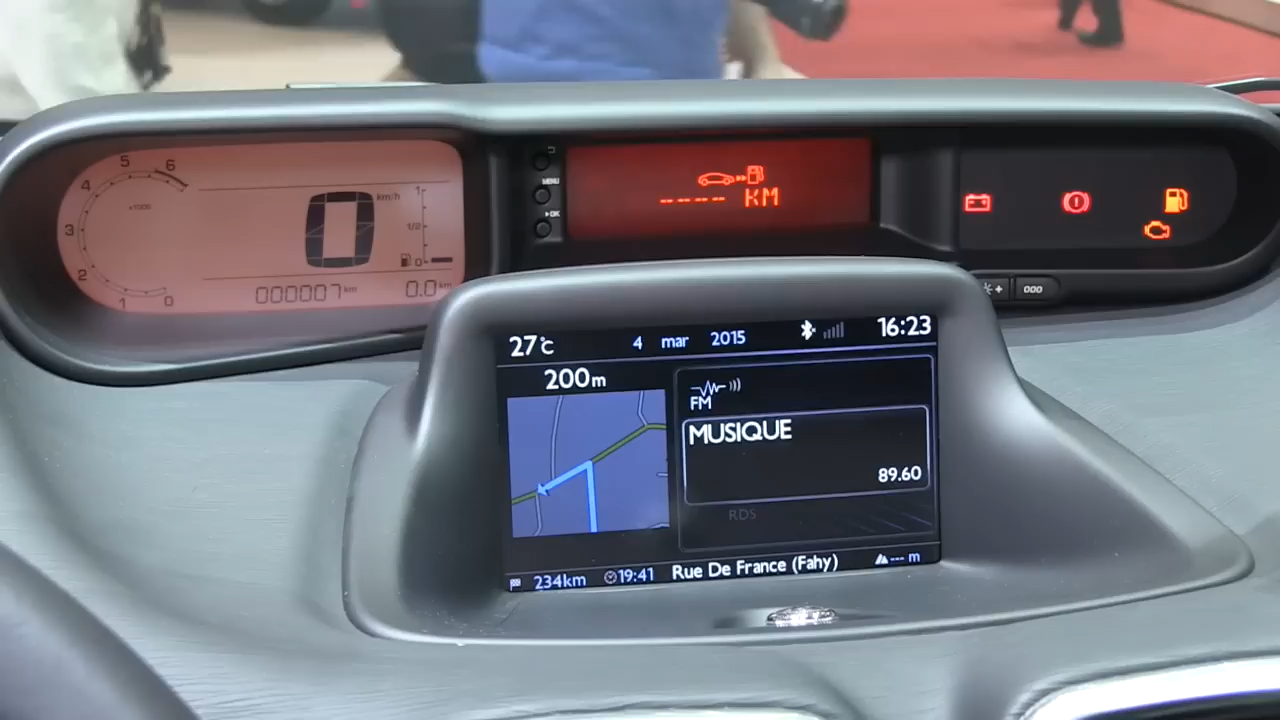 6
5
4
3
2
1
0
x1000
0
km/h
1
1/2
0
000007 km
0.0 km
MENU
OK
----- KM
27°C
4 mar 2015
16:23
200m
FM
MUSIQUE
89.60
RDS
234km
19:41
Rue De France (Fahy)
--- m